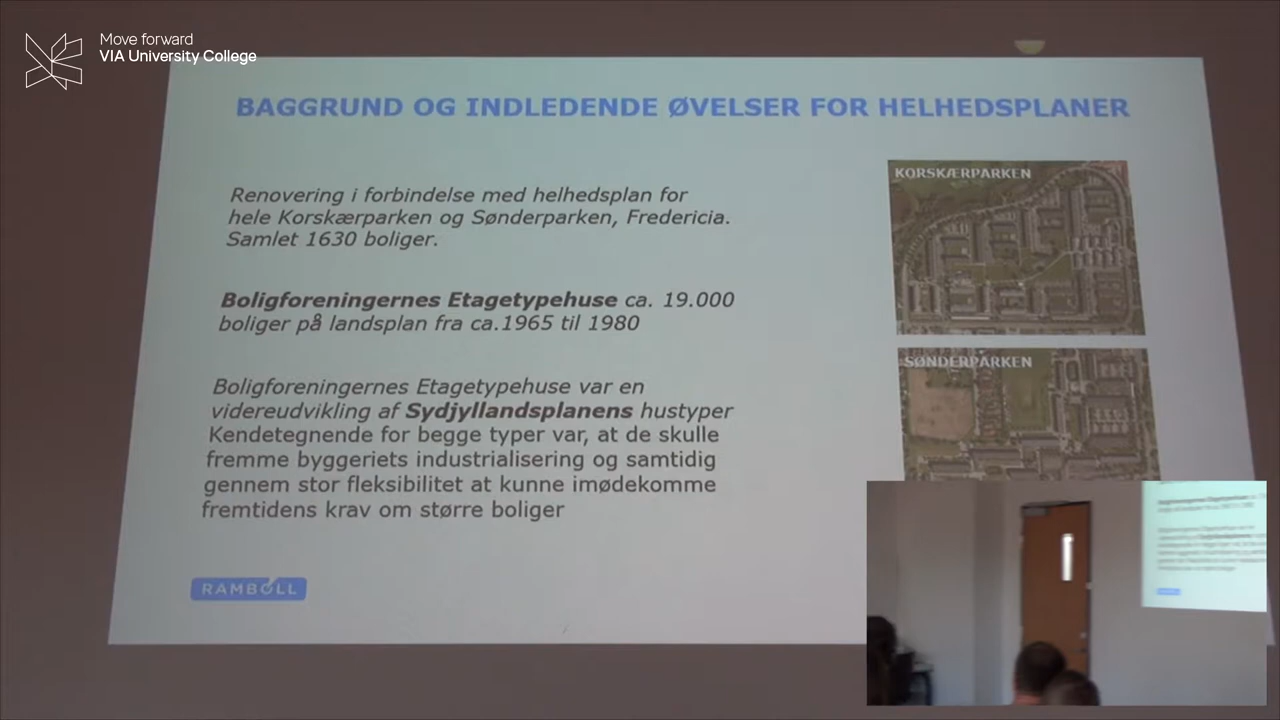 Move forward
VIA University College
BAGGRUND OG INDLEDENDE ØVELSER FOR HELHEDSPLANER
Renovering i forbindelse med helhedsplan for
hele Korskærparken og Sønderparken, Fredericia.
Samlet 1630 boliger.
Boligforeningernes Etagetypehuse ca. 19.000
boliger på landsplan fra ca.1965 til 1980
Boligforeningernes Etagetypehuse var en
videreudvikling af Sydjyllandsplanens hustyper
Kendetegnende for begge typer var, at de skulle
fremme byggeriets industrialisering og samtidig
gennem stor fleksibilitet at kunne imødekomme
fremtidens krav om større boliger
KORSKÆRPARKEN
SØNDERPARKEN
RAMBØLL